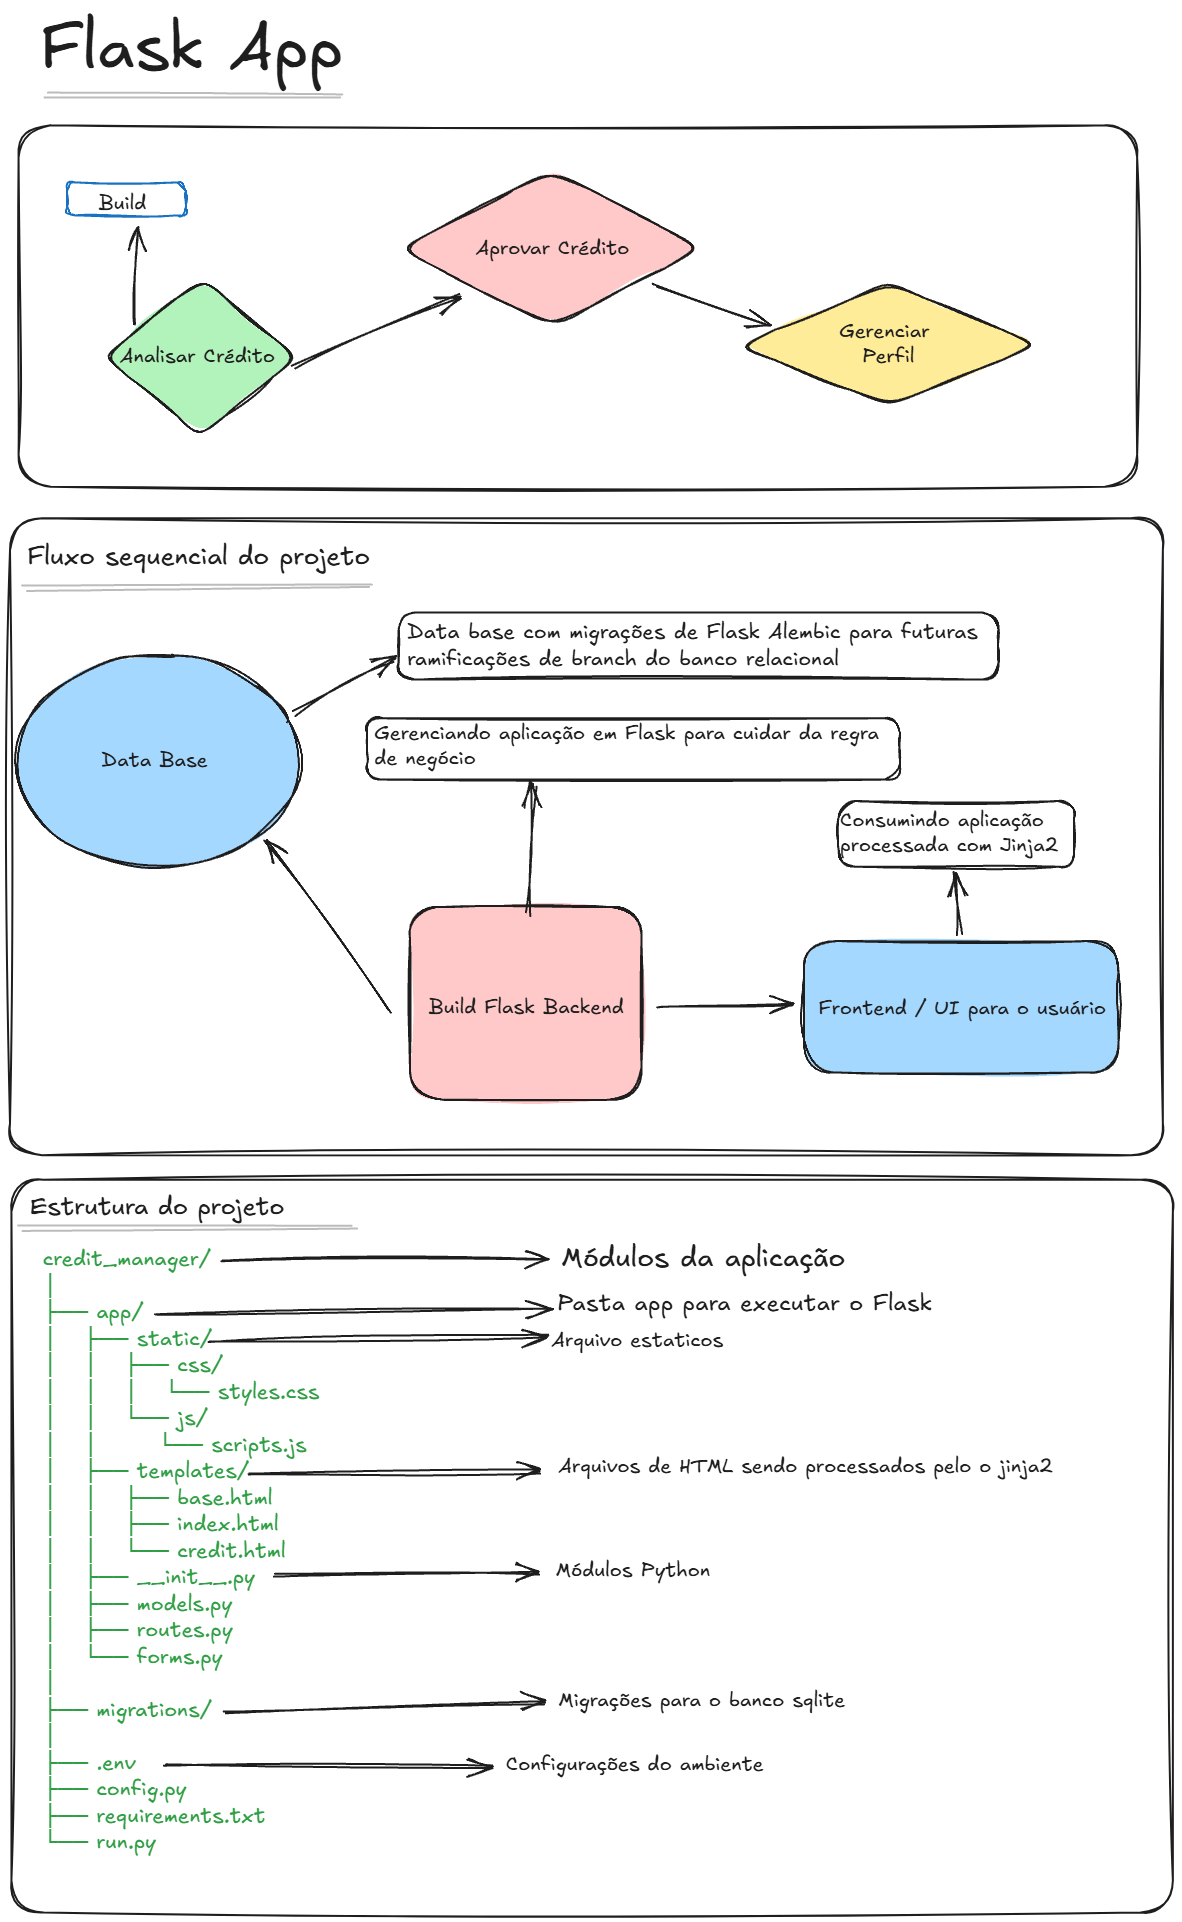 Flask App
Build
Aprovar Crédito
Analisar Crédito
Gerenciar
Perfil
Fluxo sequencial do projeto
Data base com migrações de Flask Alembic para futuras
ramificações de branch do banco relacional
Gerenciando aplicação em Flask para cuidar da regra
de negócio
Data Base
Consumindo aplicação
processada com Jinja2
Build Flask Backend
Frontend / UI para o usuário
Estrutura do projeto
credit_manager/
Módulos da aplicação
app/
Pasta app para executar o Flask
static/
Arquivo estaticos
css/
styles.css
js/
scripts.js
templates/
Arquivos de HTML sendo processados pelo o jinja2
base.html
index.html
credit.html
__init__.py
Módulos Python
models.py
routes.py
forms.py
migrations/
Migrações para o banco sqlite
.env
Configurações do ambiente
config.py
requirements.txt
run.py